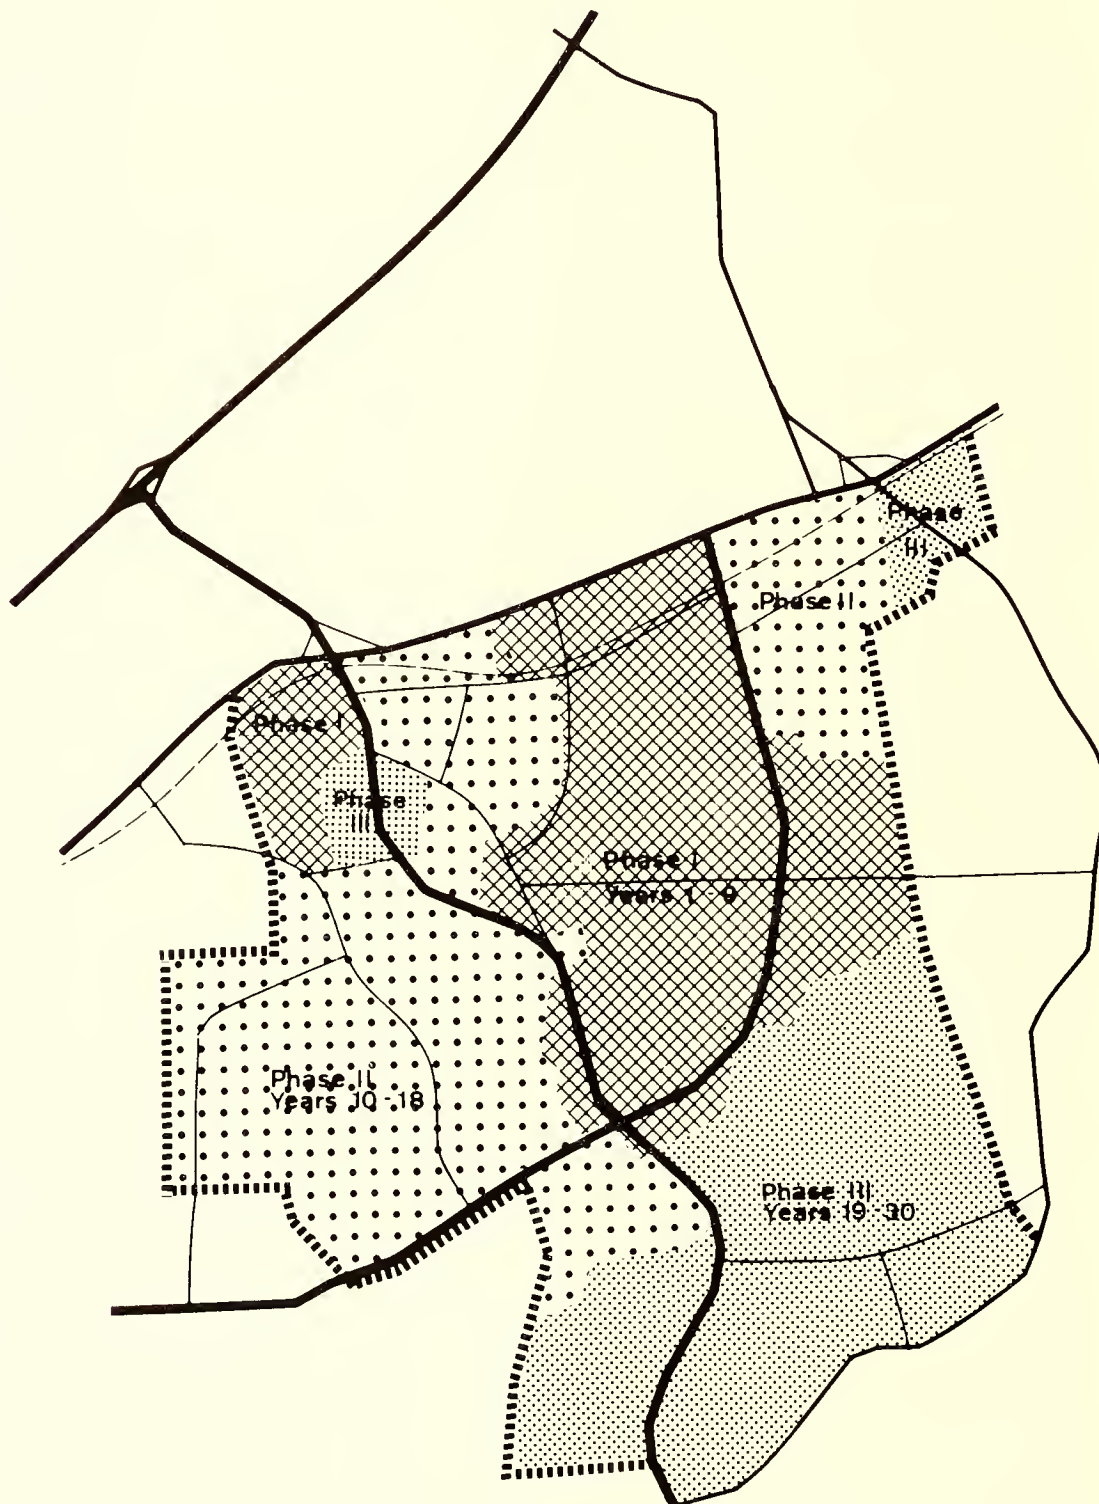 Phase
III
Phase II
Phase I
Phase
III
Phase I
Years 1 - 9
Phase II
Years 10 - 18
Phase III
Years 19 - 30